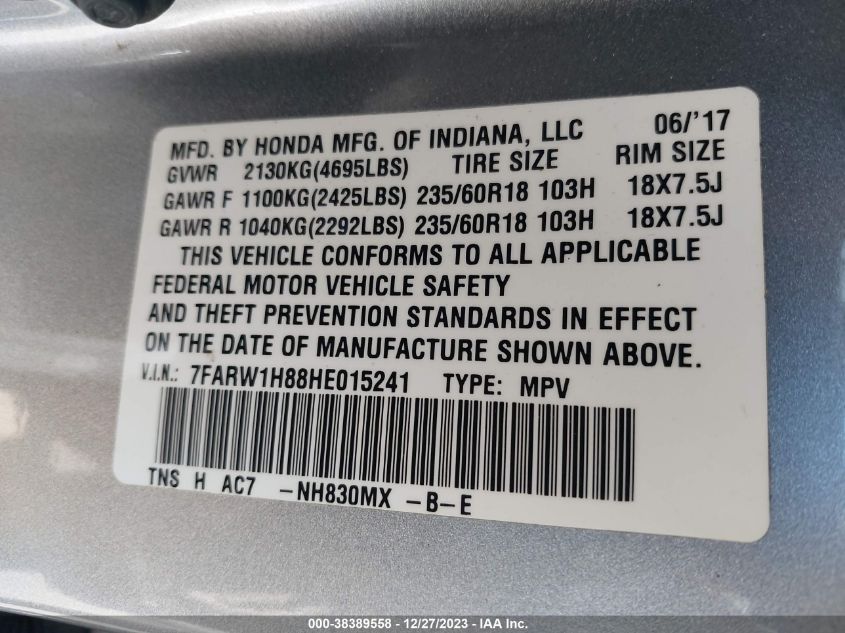 MFD. BY HONDA MFG. OF INDIANA, LLC 06/'17
GVWR 2130KG(4695LBS) TIRE SIZE RIM SIZE
GAWR F 1100KG(2425LBS) 235/60R18 103H 18X7.5J
GAWR R 1040KG(2292LBS) 235/60R18 103H 18X7.5J
THIS VEHICLE CONFORMS TO ALL APPLICABLE
FEDERAL MOTOR VEHICLE SAFETY
AND THEFT PREVENTION STANDARDS IN EFFECT
ON THE DATE OF MANUFACTURE SHOWN ABOVE.
V.I.N.: 7FARW1H88HE015241 TYPE: MPV
TNS H AC7 -NH830MX -B-E
000-38389558 - 12/27/2023 - IAAI.com